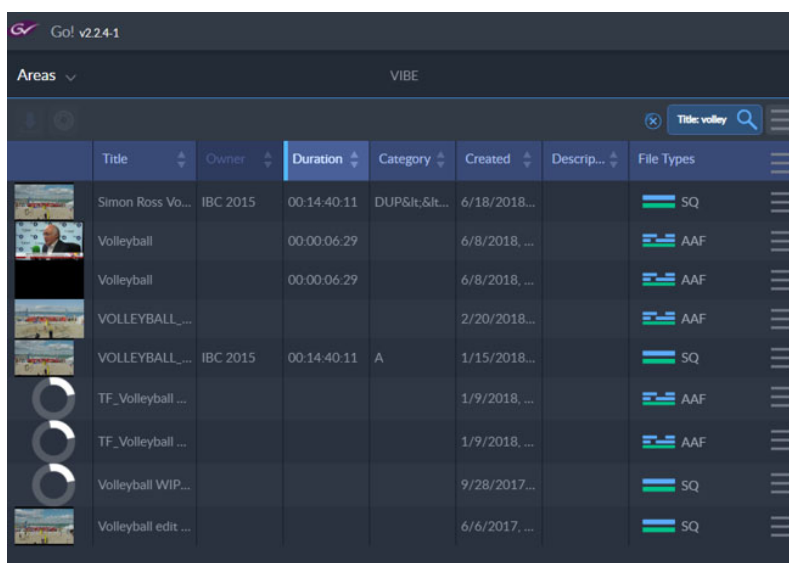 GV Go! v2.2.4-1
Areas VIBE
Title: volley
Title Owner Duration Category Created Descrip... File Types
Simon Ross Vo... IBC 2015 00:14:40:11 DUP&lt;&lt... 6/18/2018... SQ
Volleyball 00:00:06:29 6/8/2018, ... AAF
Volleyball 00:00:06:29 6/8/2018, ... AAF
VOLLEYBALL_... 2/20/2018... AAF
VOLLEYBALL_... IBC 2015 00:14:40:11 A 1/15/2018... SQ
TF_Volleyball ... 1/9/2018, ... AAF
TF_Volleyball ... 1/9/2018, ... AAF
Volleyball WIP... 9/28/2017... SQ
Volleyball edit ... 6/6/2017, ... SQ